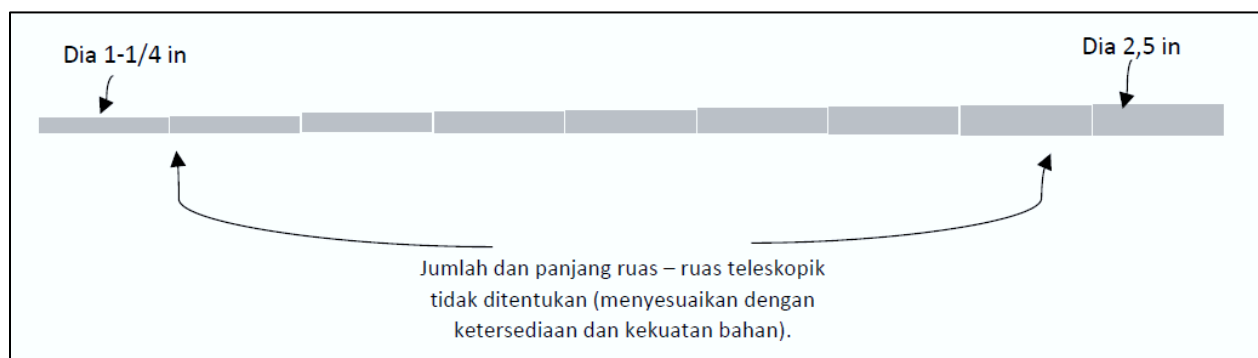 Dia 1-1/4 in
Dia 2,5 in
Jumlah dan panjang ruas – ruas teleskopik
tidak ditentukan (menyesuaikan dengan
ketersediaan dan kekuatan bahan).